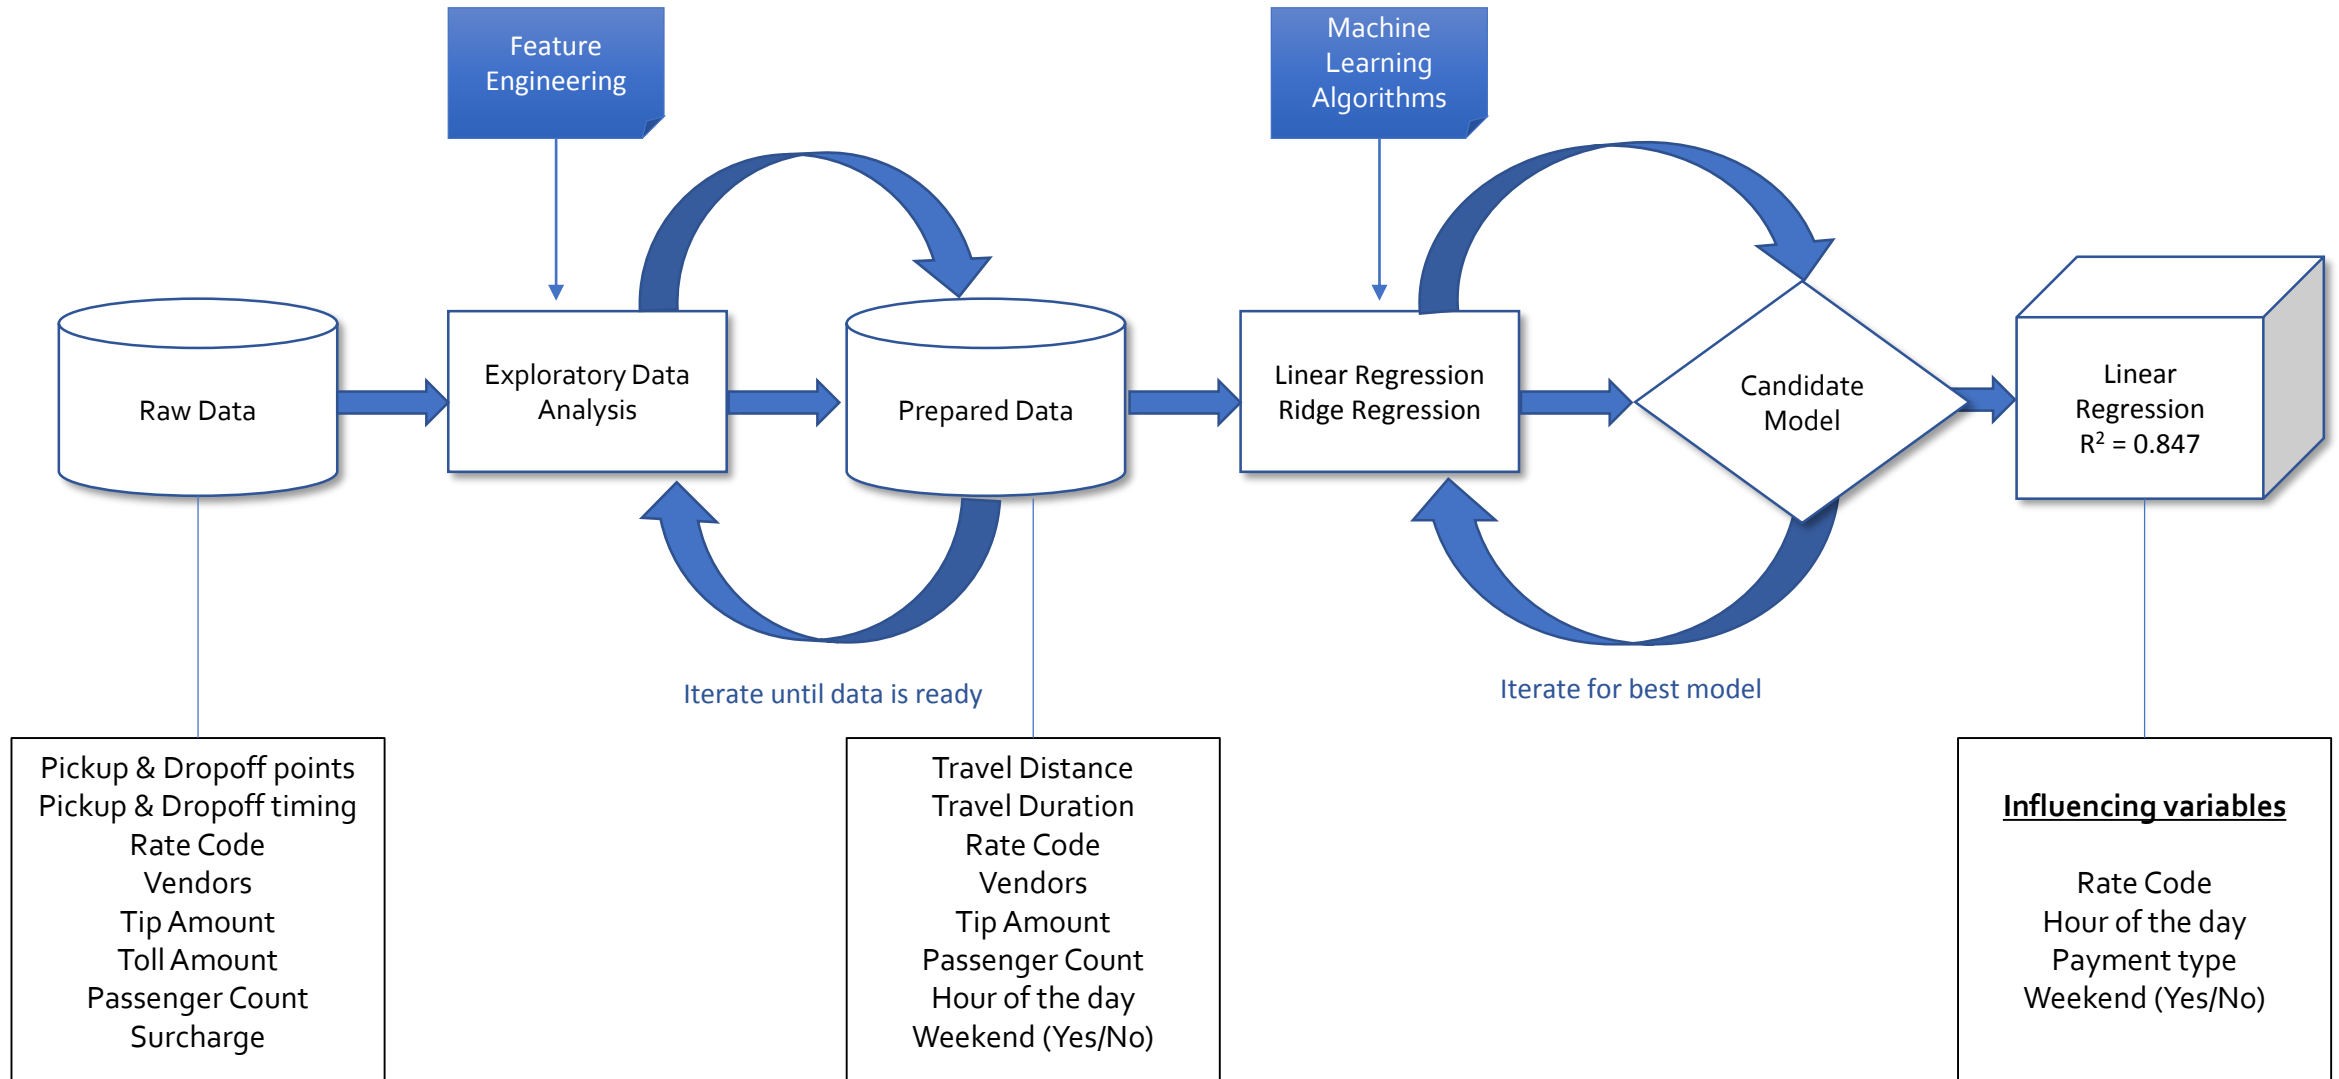 Feature
Engineering
Machine
Learning
Algorithms
Raw Data
Exploratory Data
Analysis
Prepared Data
Linear Regression
Ridge Regression
Candidate
Model
Linear
Regression
R² = 0.847
Iterate until data is ready
Iterate for best model
Pickup & Dropoff points
Pickup & Dropoff timing
Rate Code
Vendors
Tip Amount
Toll Amount
Passenger Count
Surcharge
Travel Distance
Travel Duration
Rate Code
Vendors
Tip Amount
Passenger Count
Hour of the day
Weekend (Yes/No)
Influencing variables
Rate Code
Hour of the day
Payment type
Weekend (Yes/No)